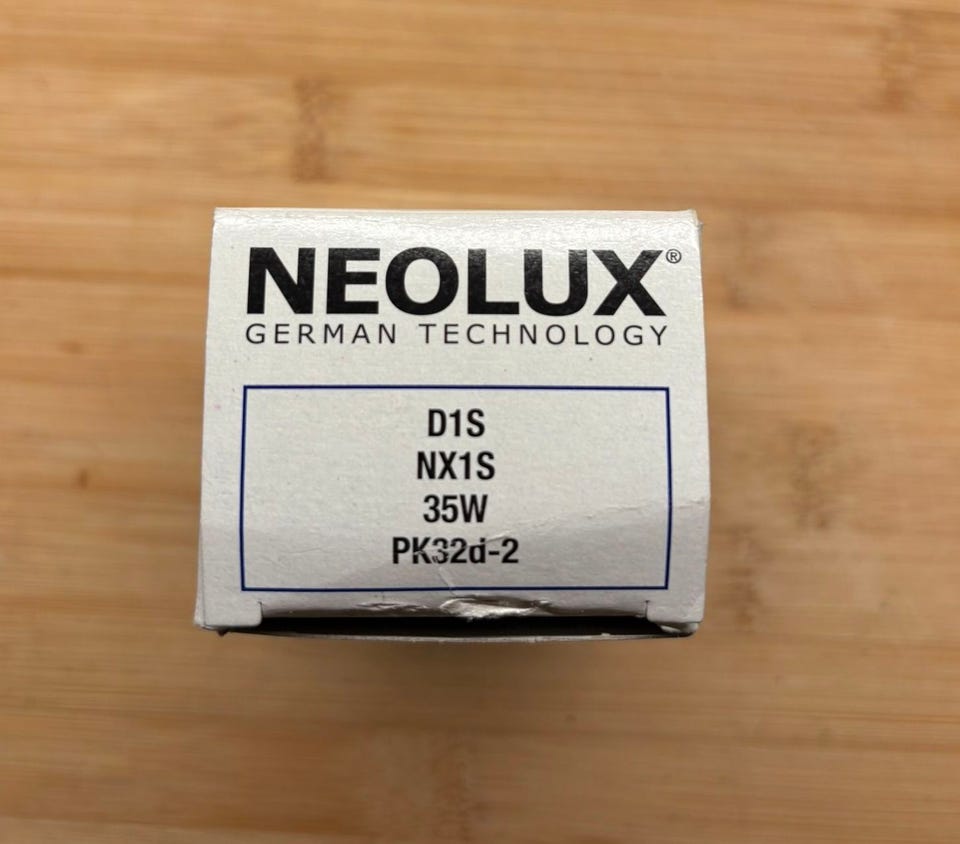 NEOLUX®
GERMAN TECHNOLOGY
D1S
NX1S
35W
PK32d-2